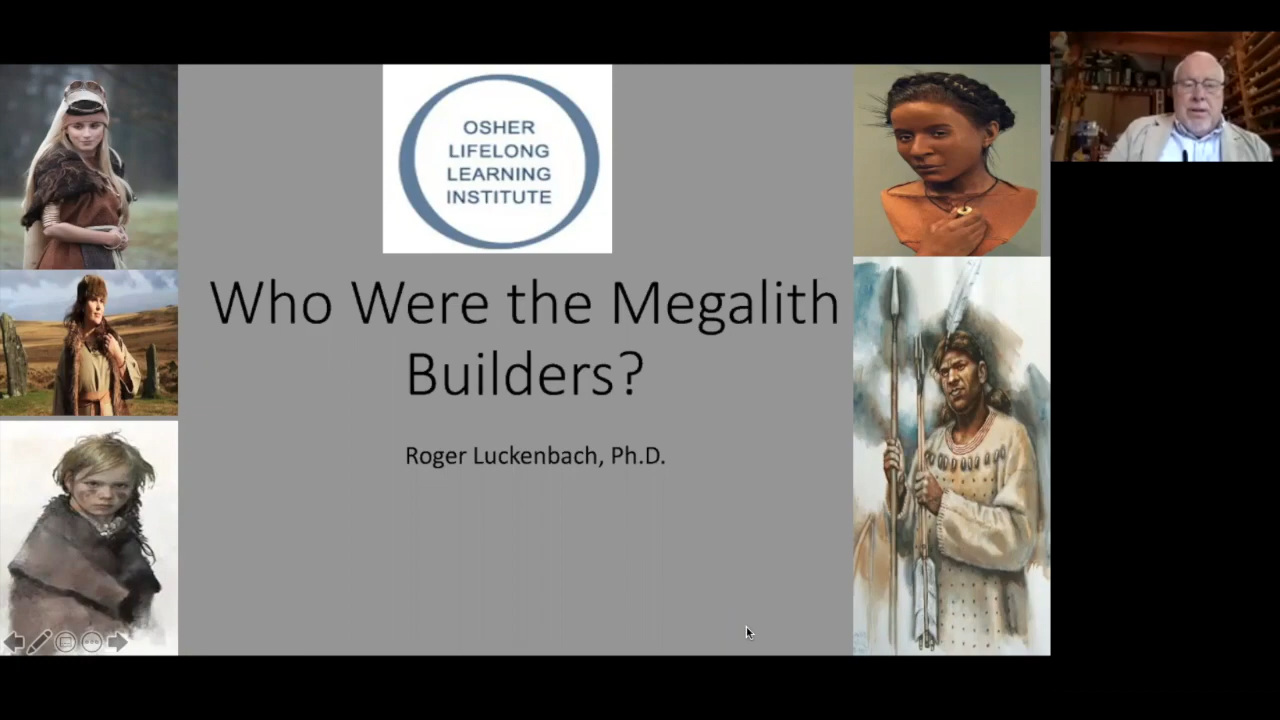 OSHER
LIFELONG
LEARNING
INSTITUTE
Who Were the Megalith
Builders?
Roger Luckenbach, Ph.D.